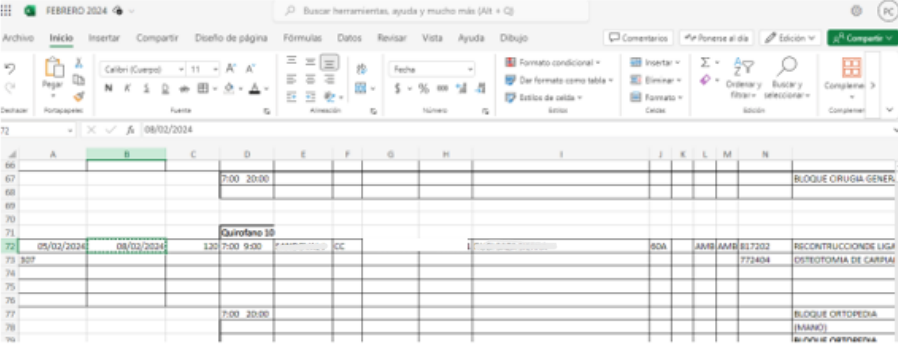 FEBRERO 2024
Buscar herramientas, ayuda y mucho más (Alt + Q)
PC
Archivo Inicio Insertar Compartir Diseño de página Fórmulas Datos Revisar Vista Ayuda Dibujo
Comentarios Ponerse al día Edición Compartir
Calibri (Cuerpo) 11 A A
Fecha
Formato condicional
Insertar
Deshacer
Pegar
N K S
$ % 000
Dar formato como tabla
Eliminar
Ordenar y filtrar
Buscar y seleccionar
Compleme
Estilos de celda
Formato
Portapapeles Fuente Alineación Número Estilos Celdas Edición Complemen
72 fx 08/02/2024
A B C D E F G H I J K L M N
66
67 7:00 20:00 BLOQUE CIRUGIA GENER
68
69
70
71 Quirofano 10
72 05/02/2024 08/02/2024 120 7:00 9:00 CC 60A AMB AMB 817202 RECONTRUCCIONDE LIGA
73 307 772404 OSTEOTOMIA DE CARPIA
74
75
76
77 7:00 20:00 BLOQUE ORTOPEDIA
78 (MANO)
79 BLOQUE ORTOPEDIA